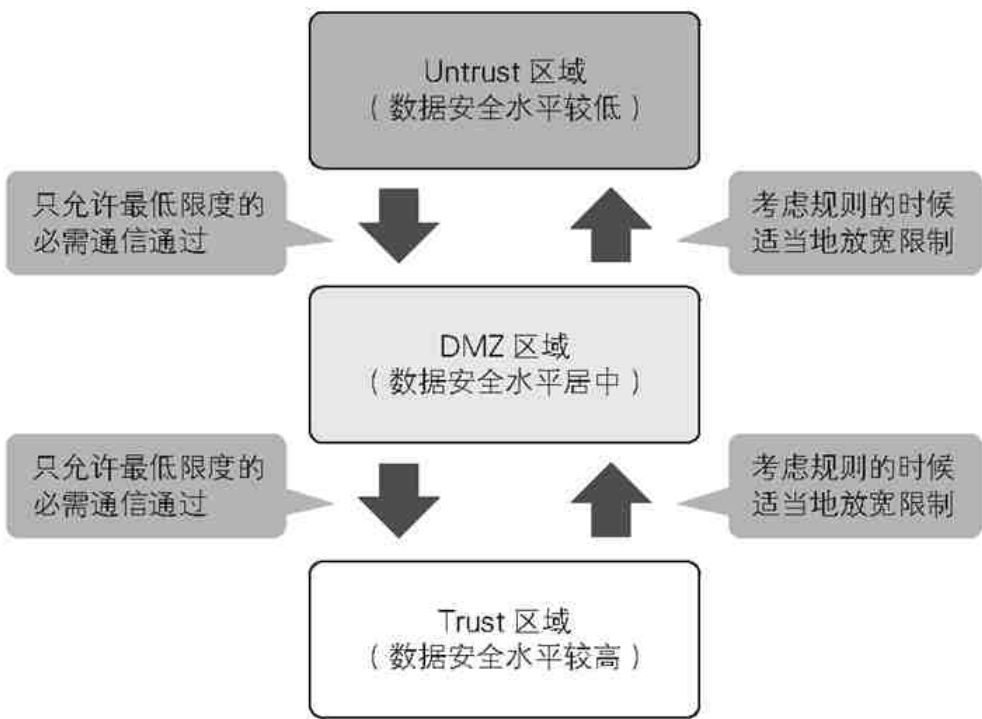 Untrust 区域
（数据安全水平较低）
只允许最低限度的
必需通信通过
考虑规则的时候
适当地放宽限制
DMZ 区域
（数据安全水平居中）
只允许最低限度的
必需通信通过
考虑规则的时候
适当地放宽限制
Trust 区域
（数据安全水平较高）